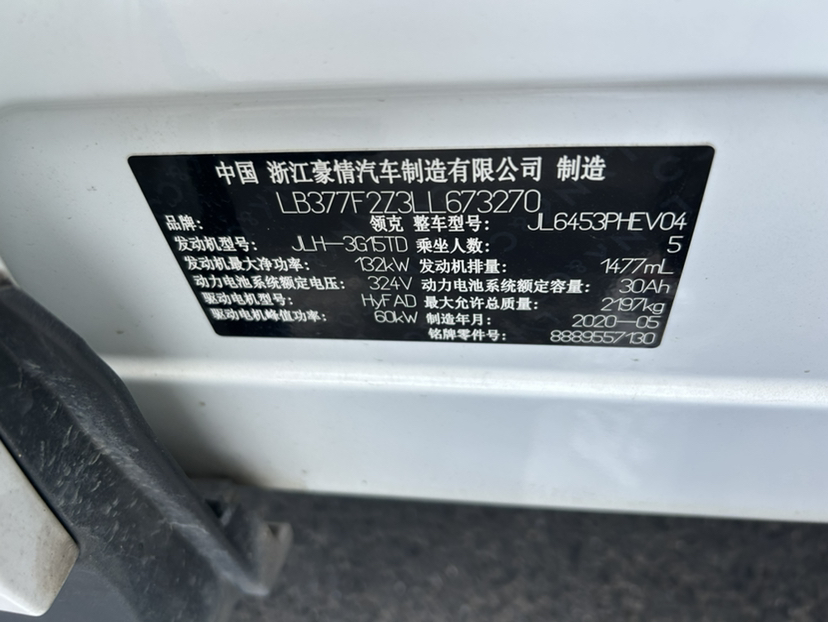 中国 浙江豪情汽车制造有限公司 制造
LB377F2Z3LL673270
品牌: 领克 整车型号: JL6453PHEV04
发动机型号: JLH-3G15TD 乘坐人数: 5
发动机最大净功率: 132kW 发动机排量: 1477mL
动力电池系统额定电压: 324V 动力电池系统额定容量: 30Ah
驱动电机型号: HyFAD 最大允许总质量: 2197kg
驱动电机峰值功率: 60kW 制造年月: 2020-05
铭牌零件号: 8889557130